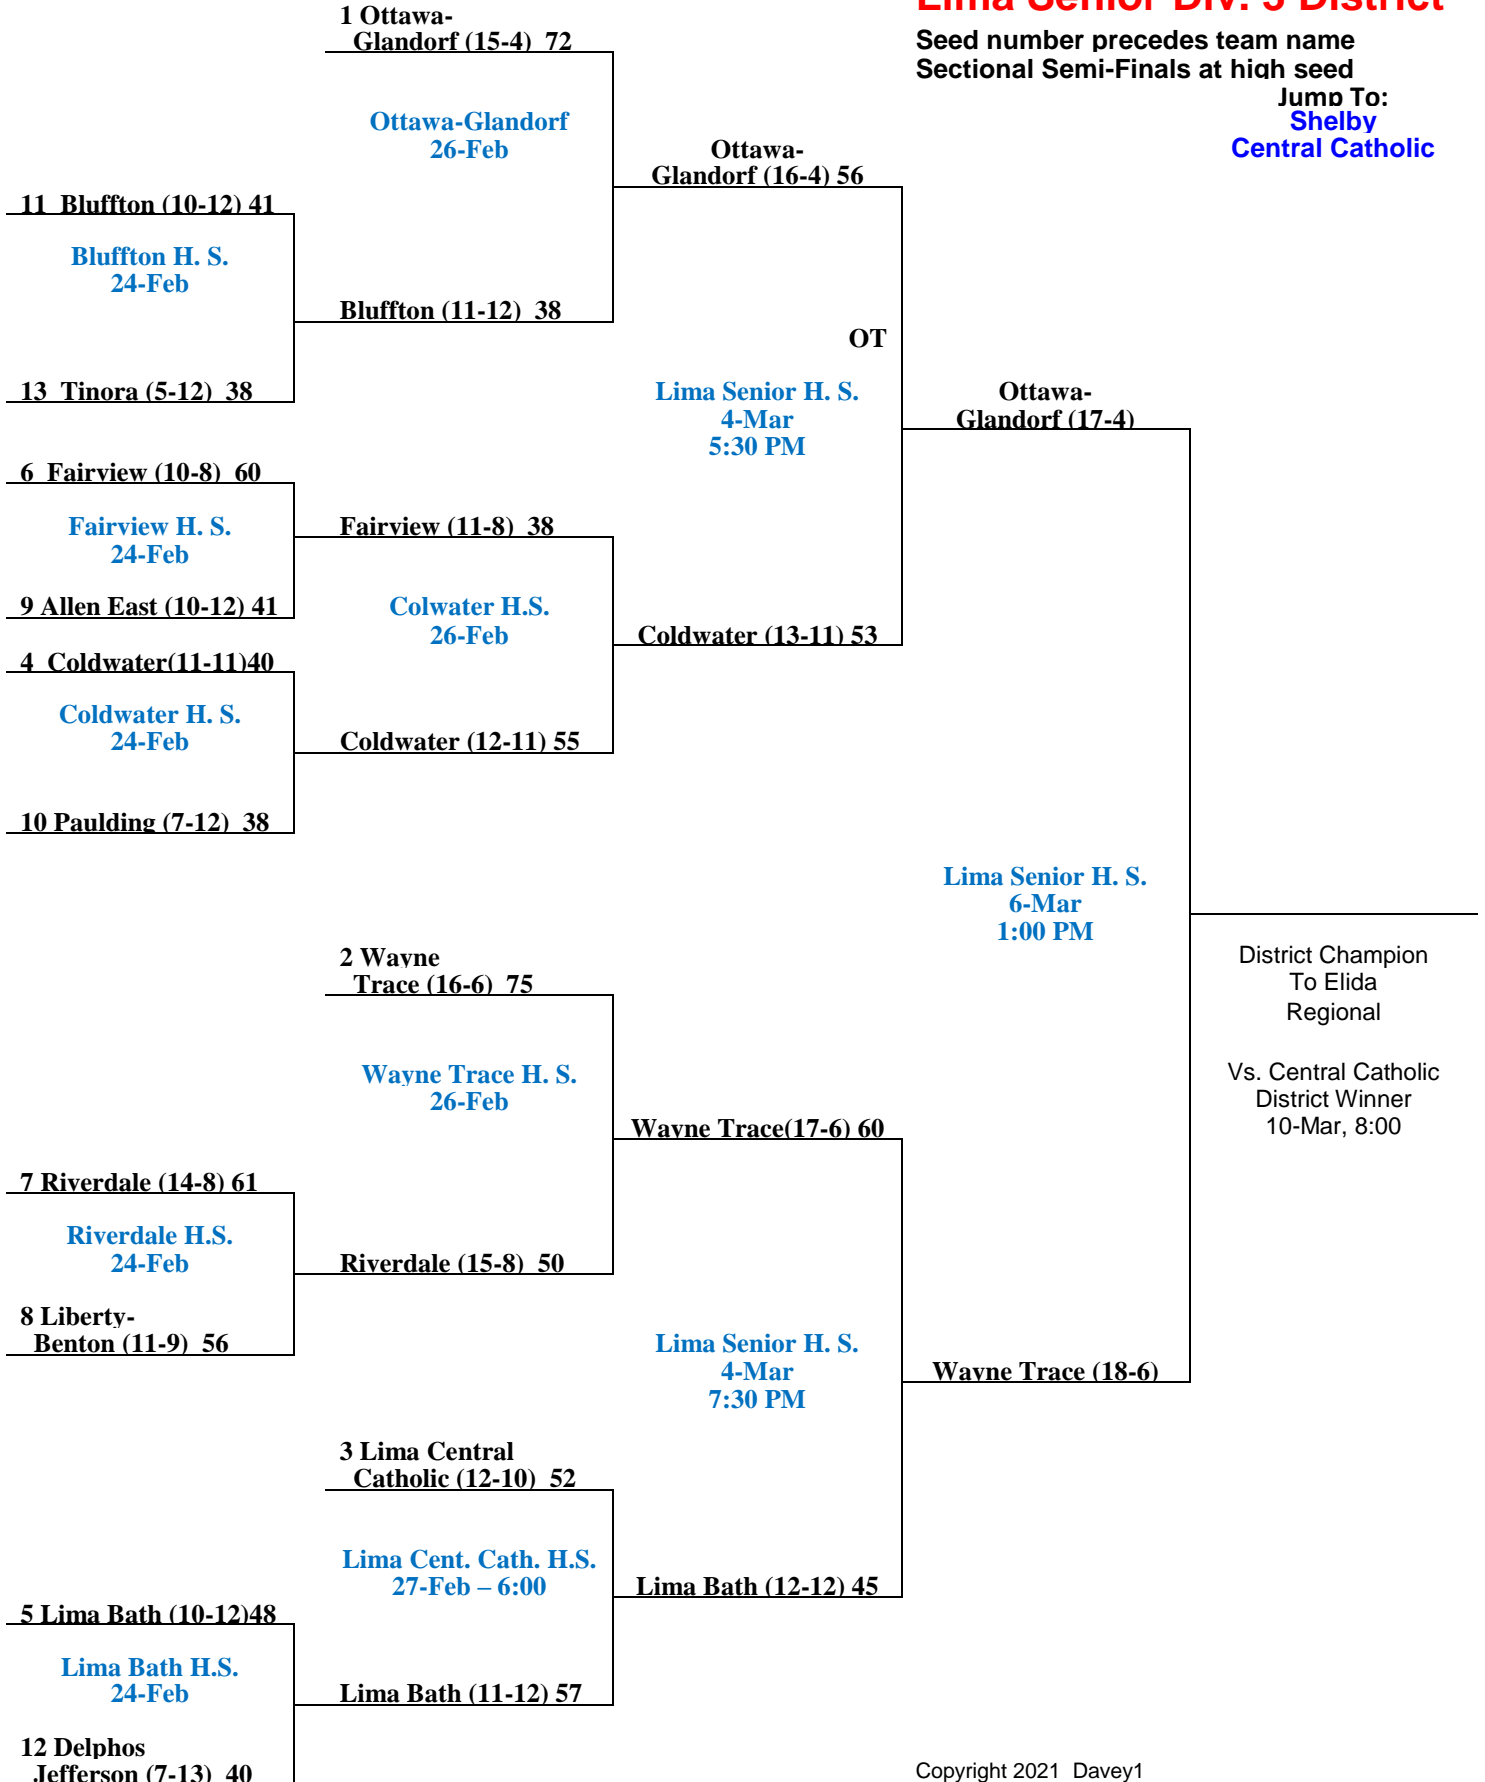 Lima Senior Div. 3 District
Seed number precedes team name
Sectional Semi-Finals at high seed
Jump To:
Shelby
Central Catholic
1 Ottawa-
Glandorf (15-4)  72
Ottawa-Glandorf
26-Feb
Ottawa-
Glandorf (16-4) 56
11  Bluffton (10-12) 41
Bluffton H. S.
24-Feb
Bluffton (11-12)  38
OT
13  Tinora (5-12)  38
Lima Senior H. S.
4-Mar
5:30 PM
Ottawa-
Glandorf (17-4)
6  Fairview (10-8)  60
Fairview H. S.
24-Feb
Fairview (11-8)  38
9 Allen East (10-12) 41
Colwater H.S.
26-Feb
Coldwater (13-11) 53
4  Coldwater(11-11)40
Coldwater H. S.
24-Feb
Coldwater (12-11) 55
10 Paulding (7-12)  38
Lima Senior H. S.
6-Mar
1:00 PM
District Champion
To Elida
Regional
Vs. Central Catholic
District Winner
10-Mar, 8:00
2 Wayne
Trace (16-6)  75
Wayne Trace H. S.
26-Feb
Wayne Trace(17-6) 60
7 Riverdale (14-8) 61
Riverdale H.S.
24-Feb
Riverdale (15-8)  50
8 Liberty-
Benton (11-9)  56
Lima Senior H. S.
4-Mar
7:30 PM
Wayne Trace (18-6)
3 Lima Central
Catholic (12-10)  52
Lima Cent. Cath. H.S.
27-Feb – 6:00
Lima Bath (12-12) 45
5 Lima Bath (10-12)48
Lima Bath H.S.
24-Feb
Lima Bath (11-12) 57
12 Delphos
Jefferson (7-13)  40
Copyright 2021  Davey1